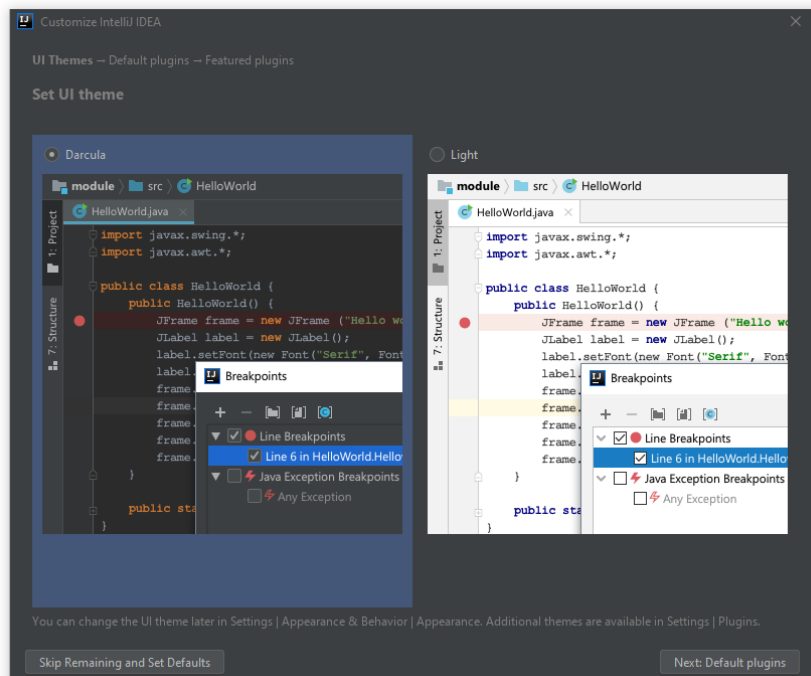 Customize IntelliJ IDEA
UI Themes → Default plugins → Featured plugins
Set UI theme
Darcula
module src HelloWorld
HelloWorld.java
1: Project
7: Structure
import javax.swing.*;
import javax.awt.*;
public class HelloWorld {
public HelloWorld() {
JFrame frame = new JFrame ("Hello wo
JLabel label = new JLabel();
label.setFont(new Font("Serif", Font
label.
frame.
frame.
frame.
frame.
frame.
}
public sta
}
IJ Breakpoints
Line Breakpoints
Line 6 in HelloWorld.Hello
Java Exception Breakpoints
Any Exception
Light
module src HelloWorld
HelloWorld.java
1: Project
7: Structure
import javax.swing.*;
import javax.awt.*;
public class HelloWorld {
public HelloWorld() {
JFrame frame = new JFrame ("Hello wo
JLabel label = new JLabel();
label.setFont(new Font("Serif", Font
label.
frame.
frame.
frame.
frame.
frame.
}
public sta
}
IJ Breakpoints
Line Breakpoints
Line 6 in HelloWorld.Hello
Java Exception Breakpoints
Any Exception
You can change the UI theme later in Settings | Appearance & Behavior | Appearance. Additional themes are available in Settings | Plugins.
Skip Remaining and Set Defaults
Next: Default plugins